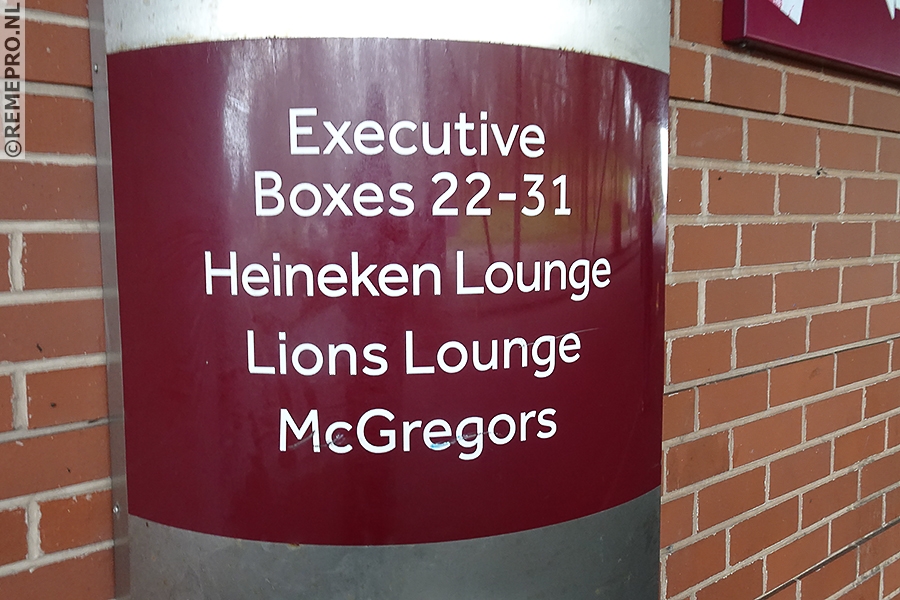 ©REMEPRO.NL
Executive
Boxes 22-31
Heineken Lounge
Lions Lounge
McGregors